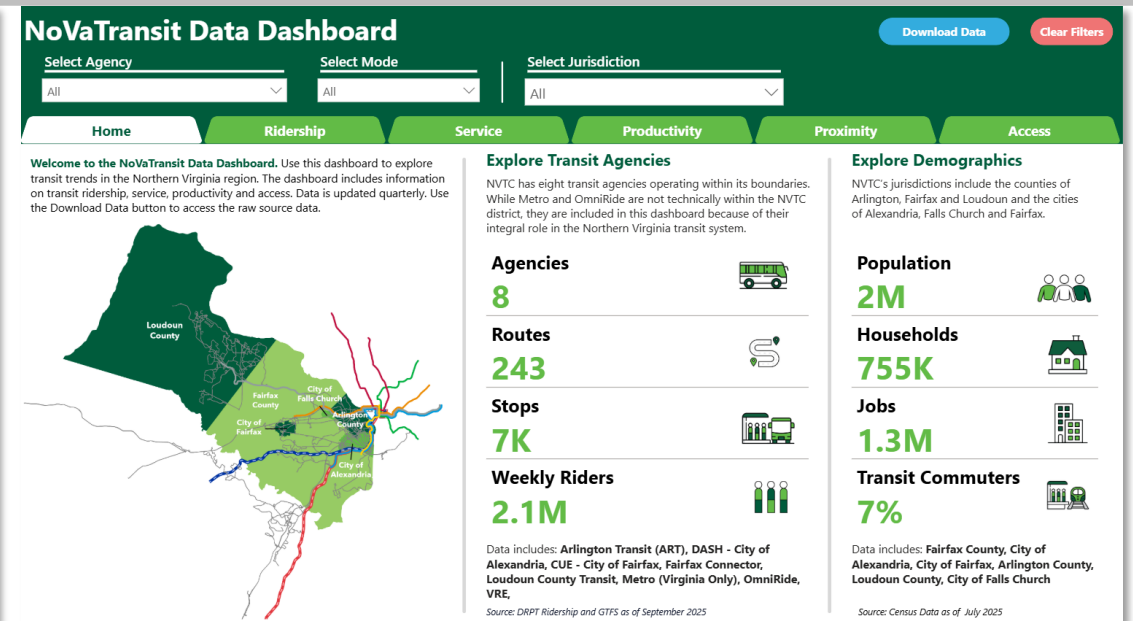 NoVaTransit Data Dashboard
Download Data
Clear Filters
Select Agency
Select Mode
Select Jurisdiction
All
All
All
Home
Ridership
Service
Productivity
Proximity
Access
Welcome to the NoVaTransit Data Dashboard. Use this dashboard to explore
transit trends in the Northern Virginia region. The dashboard includes information
on transit ridership, service, productivity and access. Data is updated quarterly. Use
the Download Data button to access the raw source data.
Loudoun
County
Fairfax
County
City of
Falls Church
City of
Fairfax
Arlington
County
City of
Alexandria
Explore Transit Agencies
NVTC has eight transit agencies operating within its boundaries.
While Metro and OmniRide are not technically within the NVTC
district, they are included in this dashboard because of their
integral role in the Northern Virginia transit system.
Agencies
8
Routes
243
Stops
7K
Weekly Riders
2.1M
Data includes: Arlington Transit (ART), DASH - City of
Alexandria, CUE - City of Fairfax, Fairfax Connector,
Loudoun County Transit, Metro (Virginia Only), OmniRide,
VRE,
Source: DRPT Ridership and GTFS as of September 2025
Explore Demographics
NVTC's jurisdictions include the counties of
Arlington, Fairfax and Loudoun and the cities
of Alexandria, Falls Church and Fairfax.
Population
2M
Households
755K
Jobs
1.3M
Transit Commuters
7%
Data includes: Fairfax County, City of
Alexandria, City of Fairfax, Arlington County,
Loudoun County, City of Falls Church
Source: Census Data as of July 2025